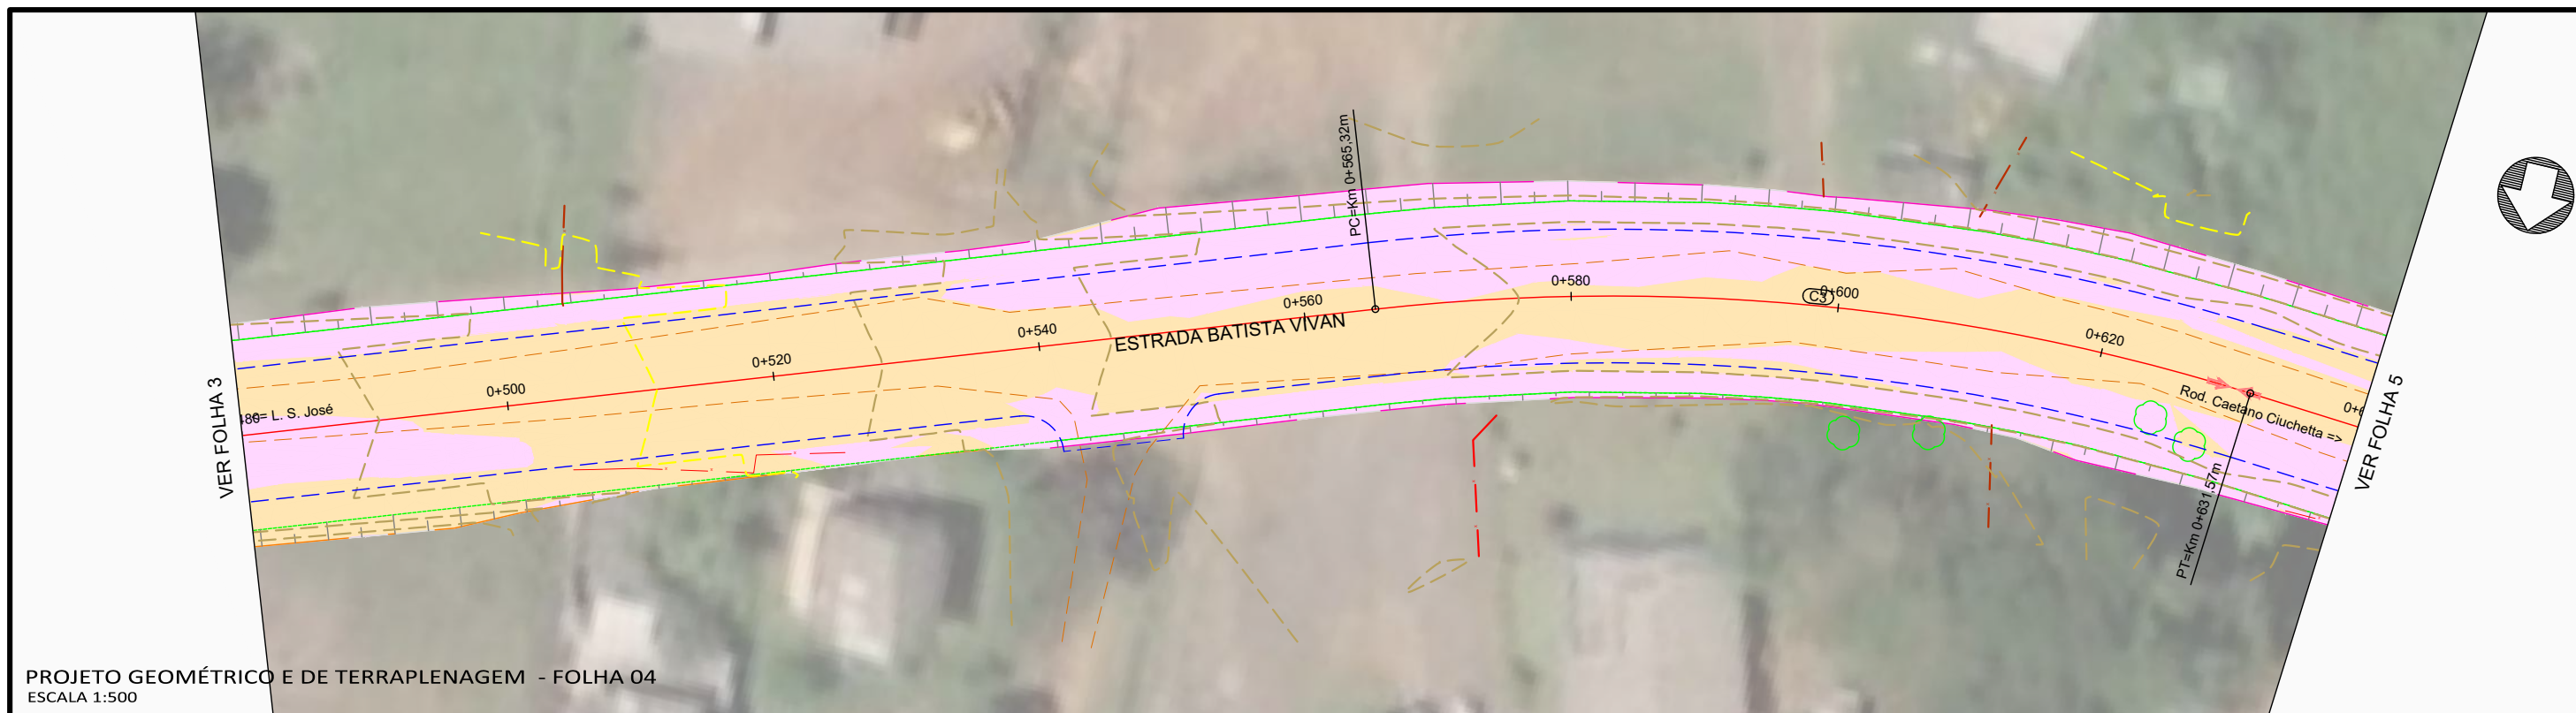 PC=Km 0+565,32m
0+500
0+520
0+540
0+560
0+580
C3
0+600
0+620
ESTRADA BATISTA VIVAN
<= L. S. José
Rod. Caetano Ciuchetta =>
PT=Km 0+631,57m
VER FOLHA 3
VER FOLHA 5
PROJETO GEOMÉTRICO E DE TERRAPLENAGEM - FOLHA 04
ESCALA 1:500